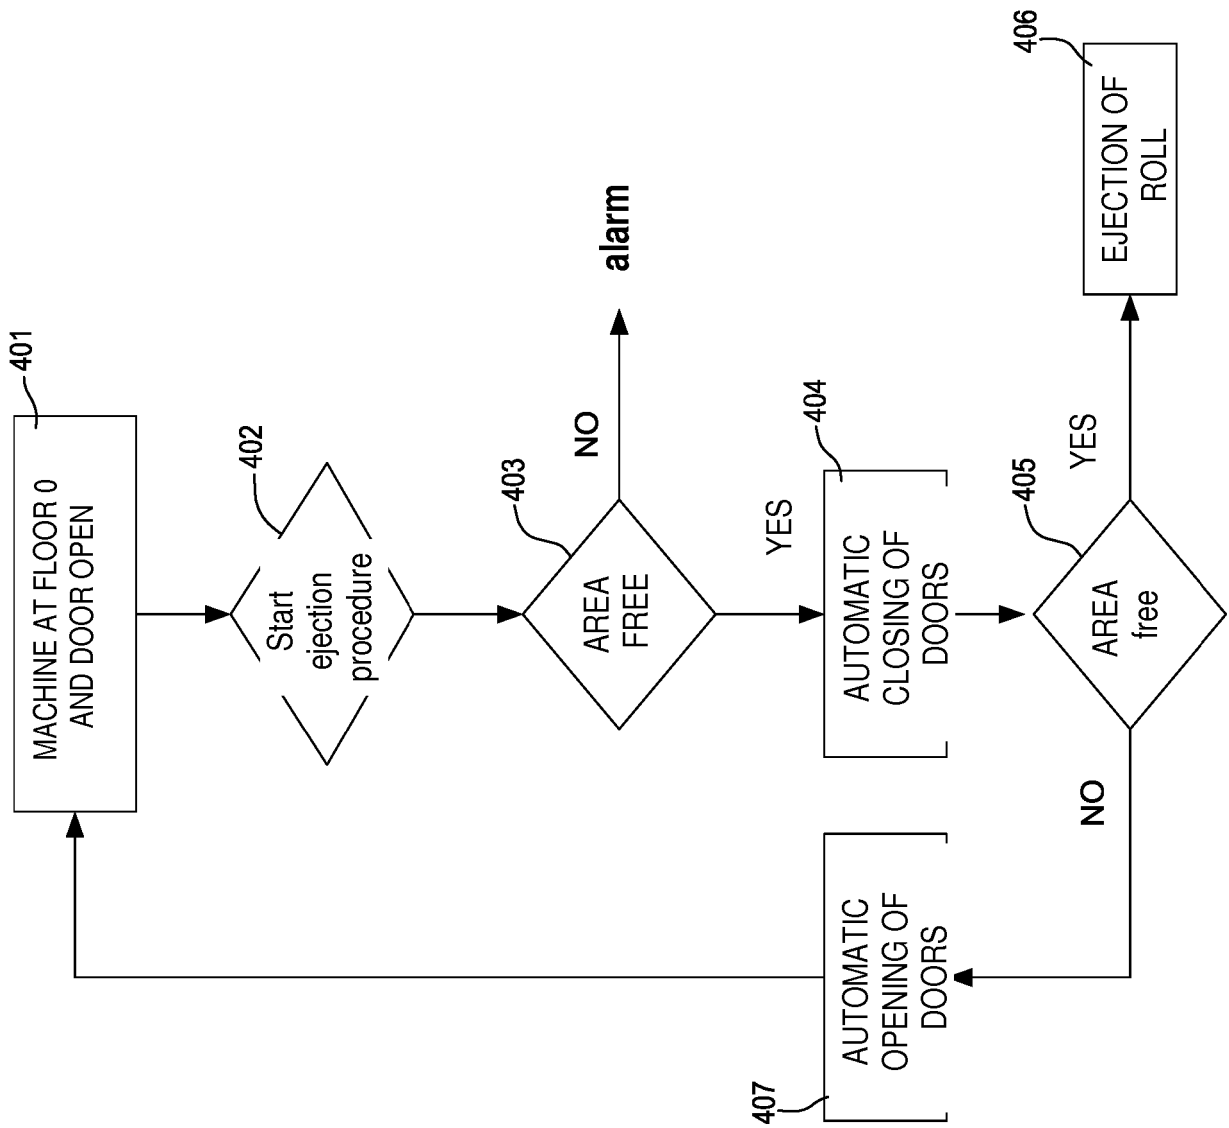 401
MACHINE AT FLOOR 0
AND DOOR OPEN
402
Start
ejection
procedure
403
AREA
FREE
NO
alarm
YES
404
AUTOMATIC
CLOSING OF
DOORS
405
AREA
free
YES
406
EJECTION OF
ROLL
NO
407
AUTOMATIC
OPENING OF
DOORS